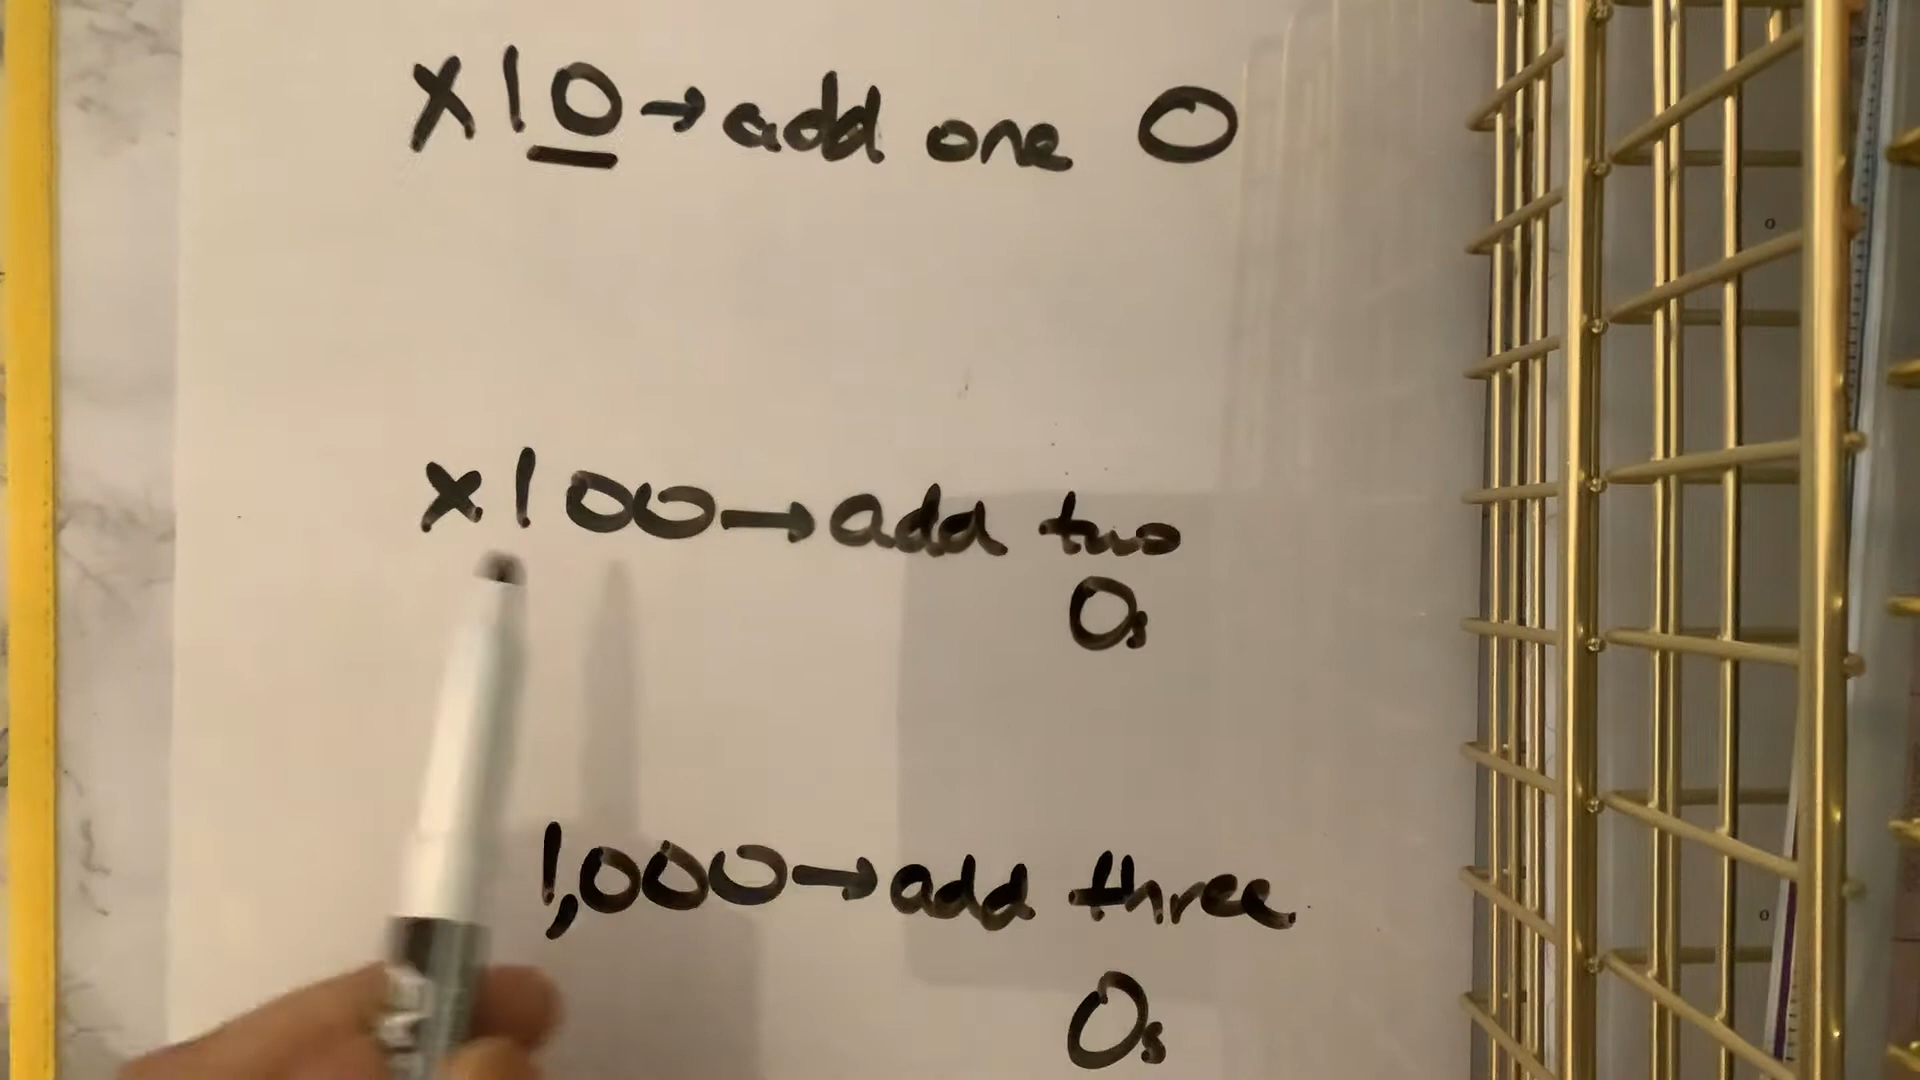 x10→add one 0
x100→add two
0s
1,000→add three
0s